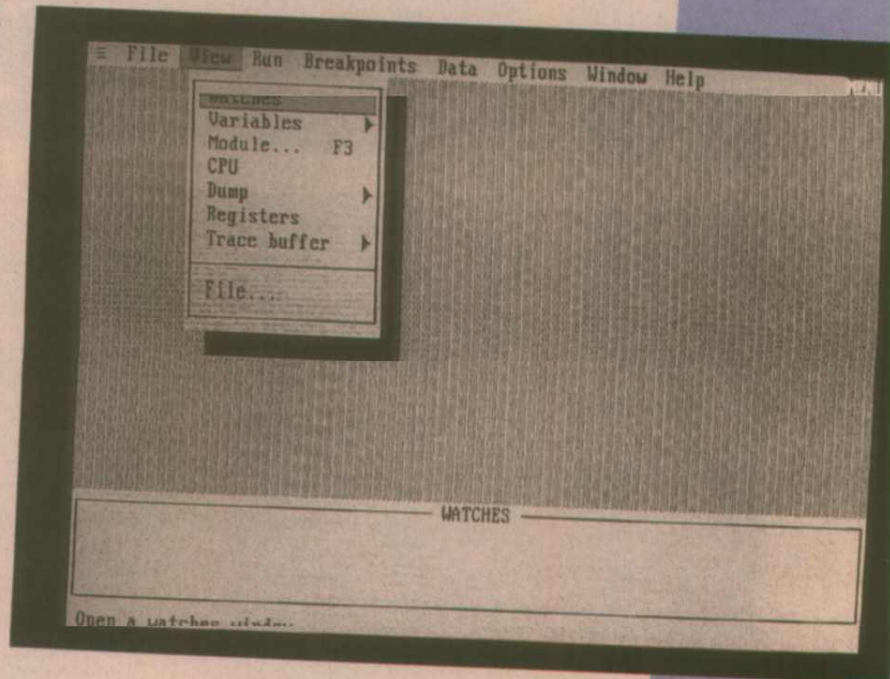 ≡ File View Run Breakpoints Data Options Window Help
Watches
Variables
Module... F3
CPU
Dump
Registers
Trace buffer
File...
WATCHES
Open a watches window